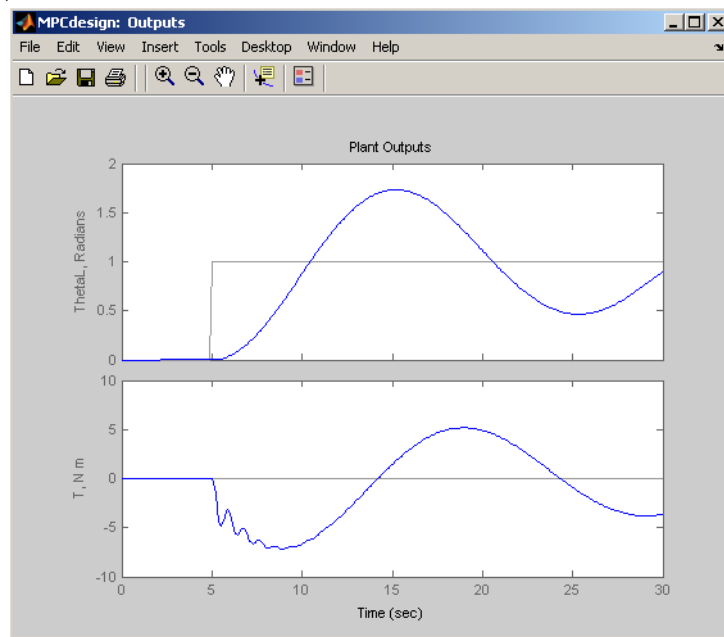 MPCdesign: Outputs
File Edit View Insert Tools Desktop Window Help
Plant Outputs
2
1.5
1
0.5
0
ThetaL, Radians
10
5
0
-5
-10
T, N m
0 5 10 15 20 25 30
Time (sec)